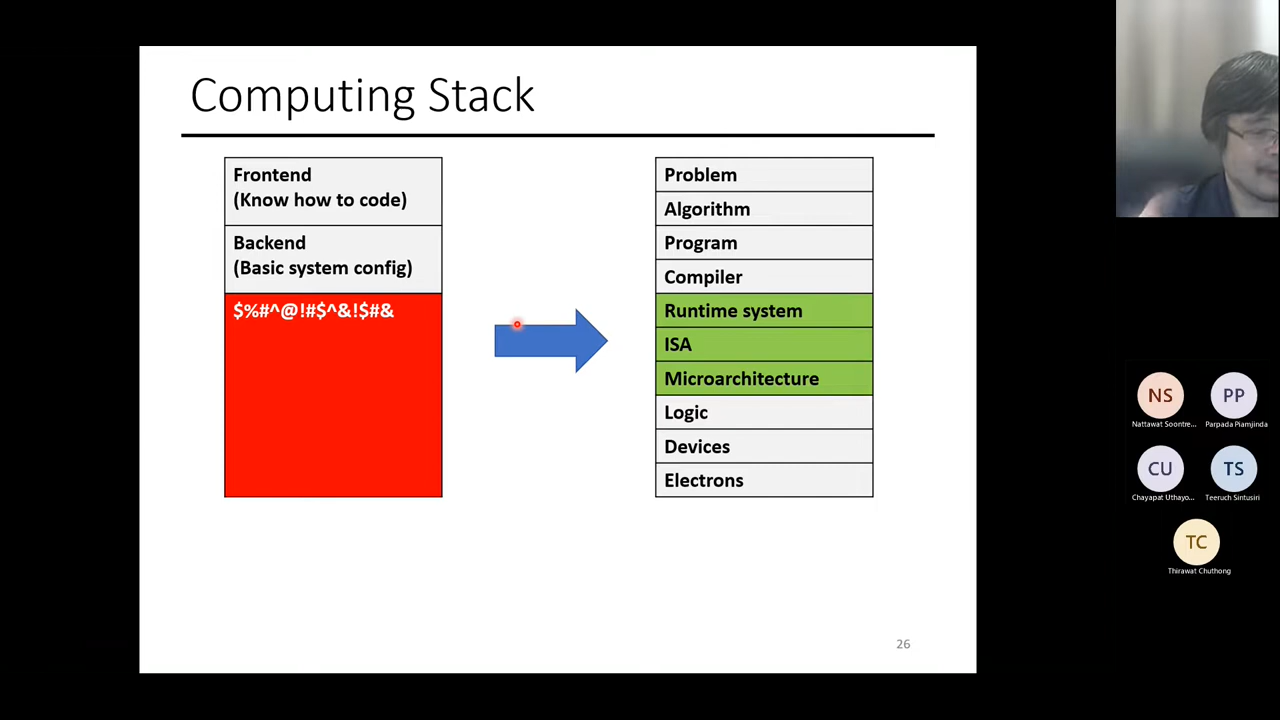 Computing Stack
Frontend
(Know how to code)
Backend
(Basic system config)
$%#^@!#$^&!$#&
Problem
Algorithm
Program
Compiler
Runtime system
ISA
Microarchitecture
Logic
Devices
Electrons
26
NS
Nattawat Soontre...
PP
Parpada Piamjinda
CU
Chayapat Uthayo...
TS
Teeruch Sintusiri
TC
Thirawat Chuthong